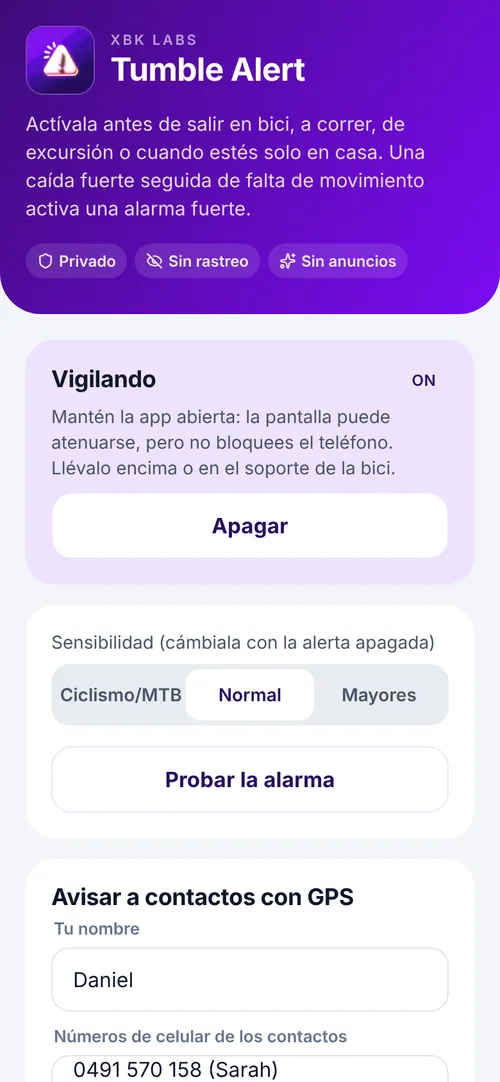 XBK LABS
Tumble Alert
Actívala antes de salir en bici, a correr, de
excursión o cuando estés solo en casa. Una
caída fuerte seguida de falta de movimiento
activa una alarma fuerte.
Privado
Sin rastreo
Sin anuncios
Vigilando
ON
Mantén la app abierta: la pantalla puede
atenuarse, pero no bloquees el teléfono.
Llévalo encima o en el soporte de la bici.
Apagar
Sensibilidad (cámbiala con la alerta apagada)
Ciclismo/MTB
Normal
Mayores
Probar la alarma
Avisar a contactos con GPS
Tu nombre
Daniel
Números de celular de los contactos
0491 570 158 (Sarah)